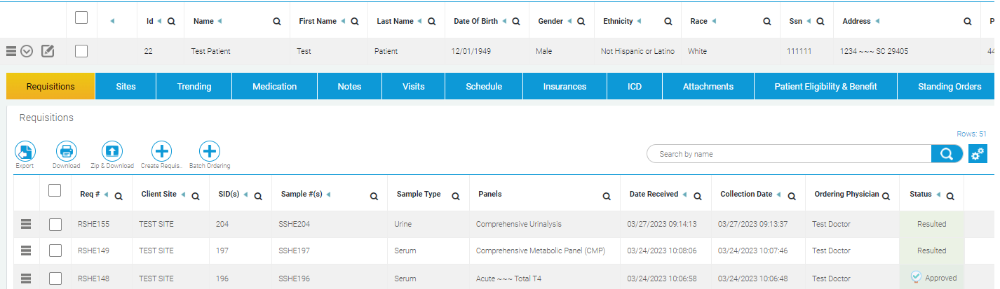 Id Name First Name Last Name Date Of Birth Gender Ethnicity Race Ssn Address P
22 Test Patient Test Patient 12/01/1949 Male Not Hispanic or Latino White 111111 1234 ~~~ SC 29405 44
Requisitions Sites Trending Medication Notes Visits Schedule Insurances ICD Attachments Patient Eligibility & Benefit Standing Orders
Requisitions
Rows: 51
Search by name
Export Download Zip & Download Create Requis.. Batch Ordering
Req # Client Site SID(s) Sample #(s) Sample Type Panels Date Received Collection Date Ordering Physician Status
RSHE155 TEST SITE 204 SSHE204 Urine Comprehensive Urinalysis 03/27/2023 09:14:13 03/27/2023 09:13:37 Test Doctor Resulted
RSHE149 TEST SITE 197 SSHE197 Serum Comprehensive Metabolic Panel (CMP) 03/24/2023 10:08:06 03/24/2023 10:07:46 Test Doctor Resulted
RSHE148 TEST SITE 196 SSHE196 Serum Acute ~~~ Total T4 03/24/2023 10:06:58 03/24/2023 10:06:48 Test Doctor Approved